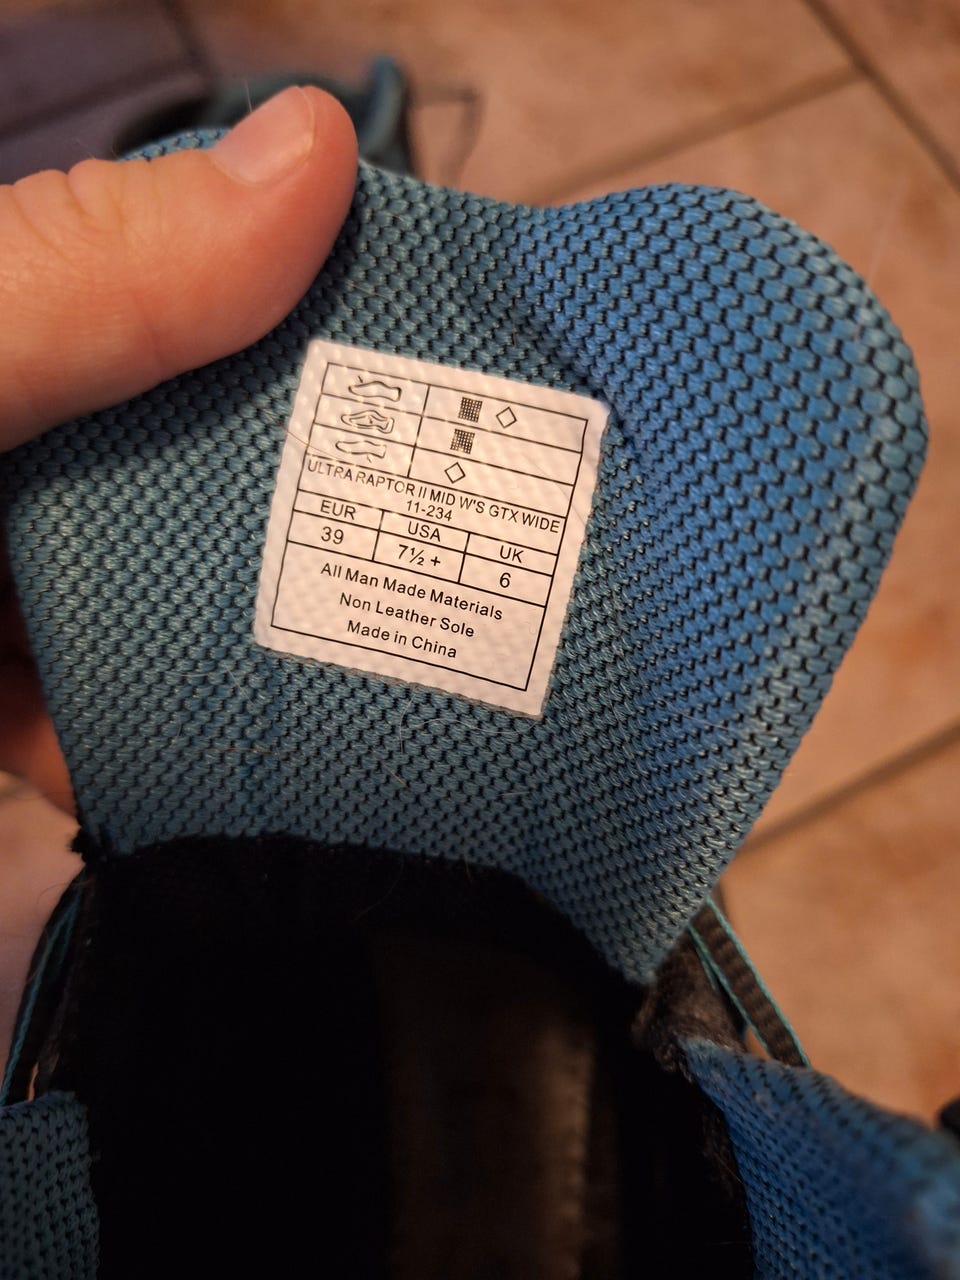 ULTRA RAPTOR II MID W'S GTX WIDE
11-234
EUR USA UK
39 7½ + 6
All Man Made Materials
Non Leather Sole
Made in China